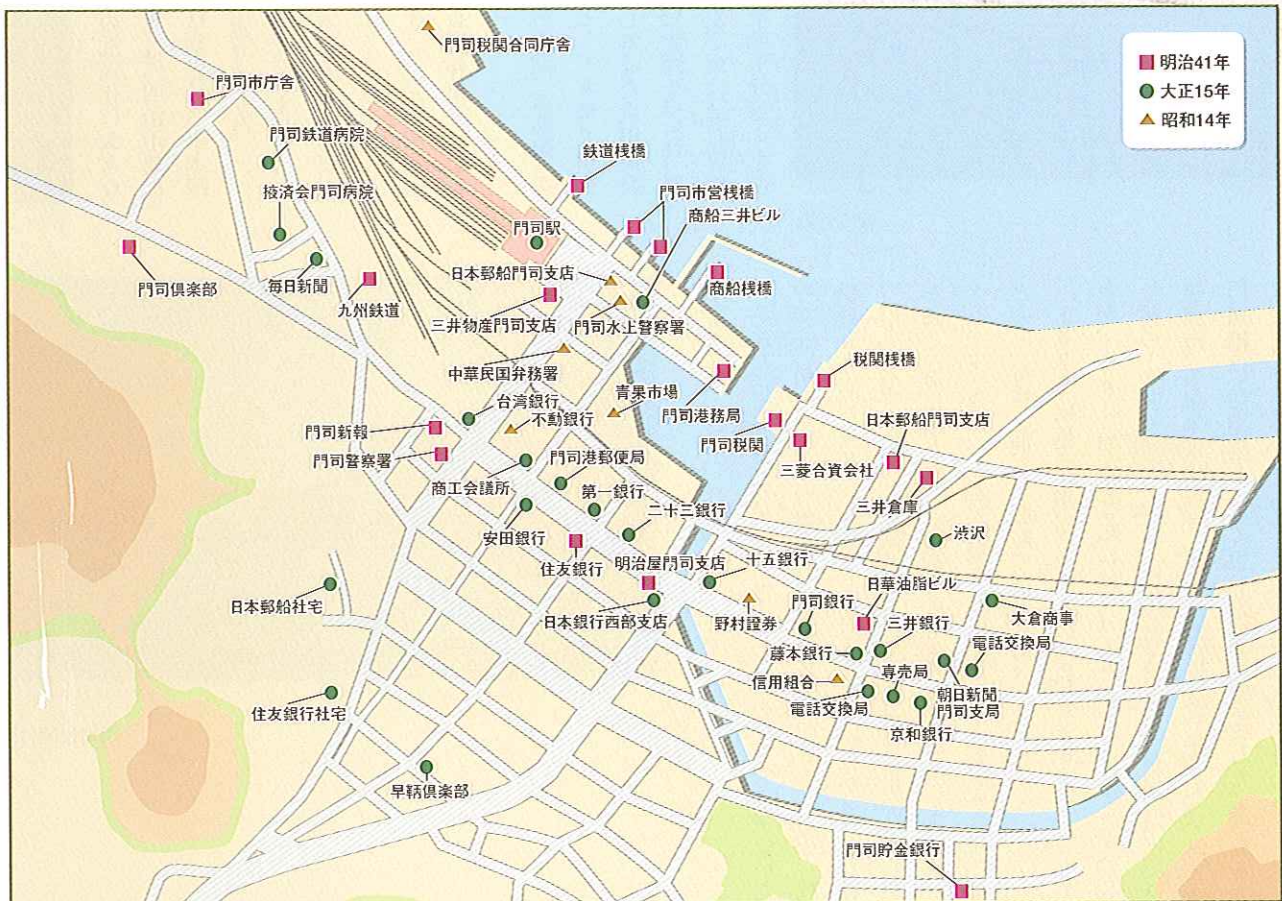 明治41年
大正15年
昭和14年
門司税関合同庁舎
門司市庁舎
門司鉄道病院
掖済会門司病院
鉄道桟橋
門司市営桟橋
商船三井ビル
門司駅
門司倶楽部
毎日新聞
九州鉄道
日本郵船門司支店
商船桟橋
三井物産門司支店
門司水上警察署
中華民国弁務署
青果市場
門司港務局
税関桟橋
台湾銀行
不動銀行
門司新報
門司税関
日本郵船門司支店
門司警察署
三菱合資会社
商工会議所
門司港郵便局
三井倉庫
第一銀行
安田銀行
二十三銀行
渋沢
住友銀行
明治屋門司支店
十五銀行
日華油脂ビル
日本郵船社宅
日本銀行西部支店
野村證券
門司銀行
三井銀行
大倉商事
藤本銀行
電話交換局
信用組合
専売局
朝日新聞
門司支局
電話交換局
京和銀行
住友銀行社宅
早鞆倶楽部
門司貯金銀行